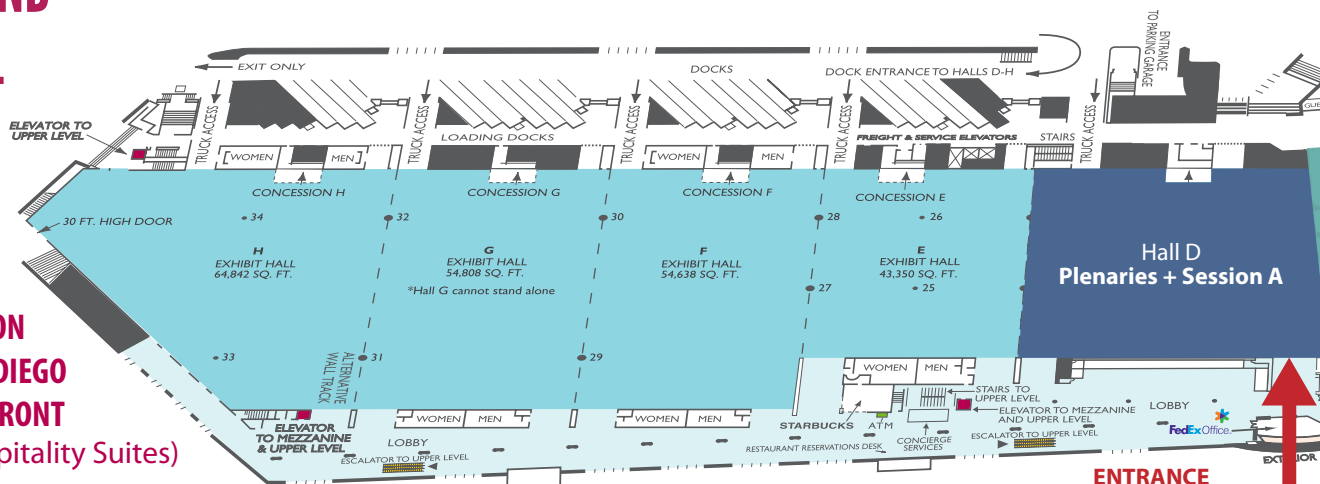 ND
EXIT ONLY
DOCKS
DOCK ENTRANCE TO HALLS D-H
ENTRANCE
TO PARKING GARAGE
ELEVATOR TO
UPPER LEVEL
TRUCK ACCESS
TRUCK ACCESS
TRUCK ACCESS
TRUCK ACCESS
TRUCK ACCESS
LOADING DOCKS
FREIGHT & SERVICE ELEVATORS
STAIRS
WOMEN
MEN
WOMEN
MEN
CONCESSION H
CONCESSION G
CONCESSION F
CONCESSION E
30 FT. HIGH DOOR
34
32
30
28
26
H
EXHIBIT HALL
64,842 SQ. FT.
G
EXHIBIT HALL
54,808 SQ. FT.
*Hall G cannot stand alone
F
EXHIBIT HALL
54,638 SQ. FT.
E
EXHIBIT HALL
43,350 SQ. FT.
Hall D
Plenaries + Session A
27
25
33
31
29
ALTERNATIVE
WALL TRACK
ON
DIEGO
FRONT
pitality Suites)
WOMEN
MEN
STAIRS TO
UPPER LEVEL
ELEVATOR TO MEZZANINE
AND UPPER LEVEL
LOBBY
FedEx Office
ELEVATOR
TO MEZZANINE
& UPPER LEVEL
WOMEN
MEN
WOMEN
MEN
STARBUCKS
ATM
CONCIERGE
SERVICES
LOBBY
RESTAURANT RESERVATIONS DESK
ESCALATOR TO UPPER LEVEL
ESCALATOR TO UPPER LEVEL
EXTERIOR
ENTRANCE